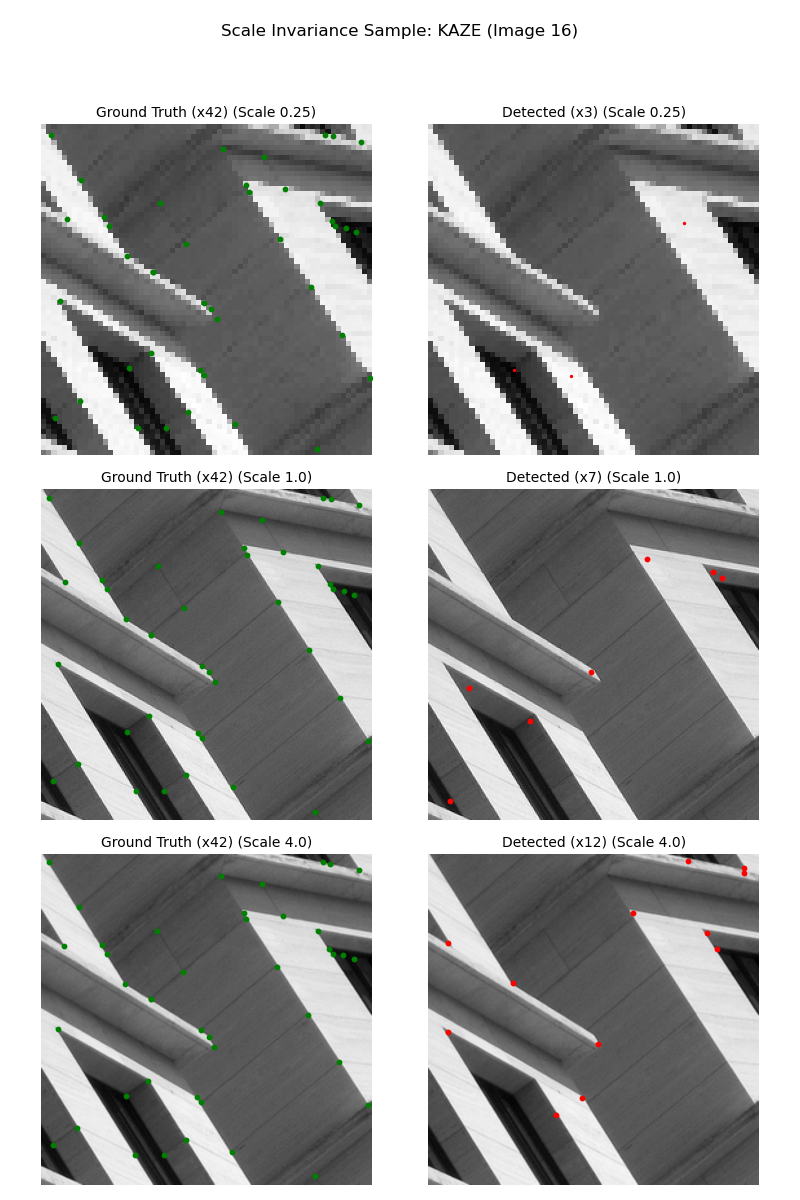 Scale Invariance Sample: KAZE (Image 16)
Ground Truth (x42) (Scale 0.25)
Detected (x3) (Scale 0.25)
Ground Truth (x42) (Scale 1.0)
Detected (x7) (Scale 1.0)
Ground Truth (x42) (Scale 4.0)
Detected (x12) (Scale 4.0)